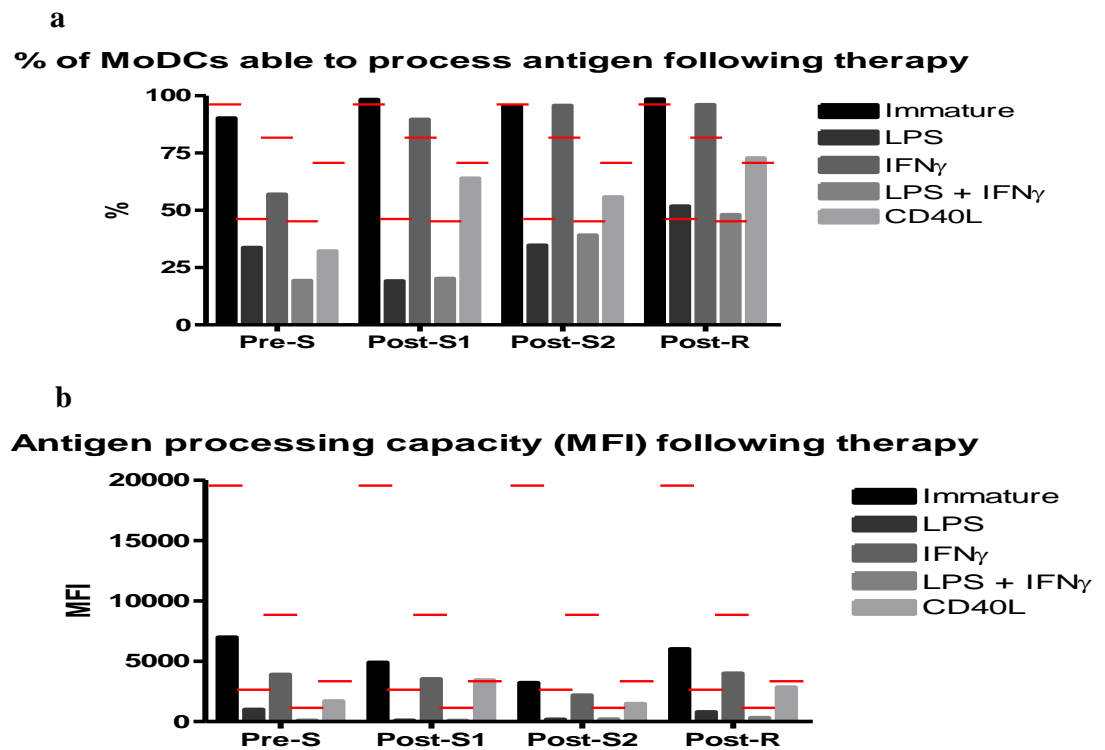 a
% of MoDCs able to process antigen following therapy
100
75
50
25
0
%
Pre-S Post-S1 Post-S2 Post-R
Immature
LPS
IFNγ
LPS + IFNγ
CD40L
b
Antigen processing capacity (MFI) following therapy
20000
15000
10000
5000
0
MFI
Pre-S Post-S1 Post-S2 Post-R
Immature
LPS
IFNγ
LPS + IFNγ
CD40L